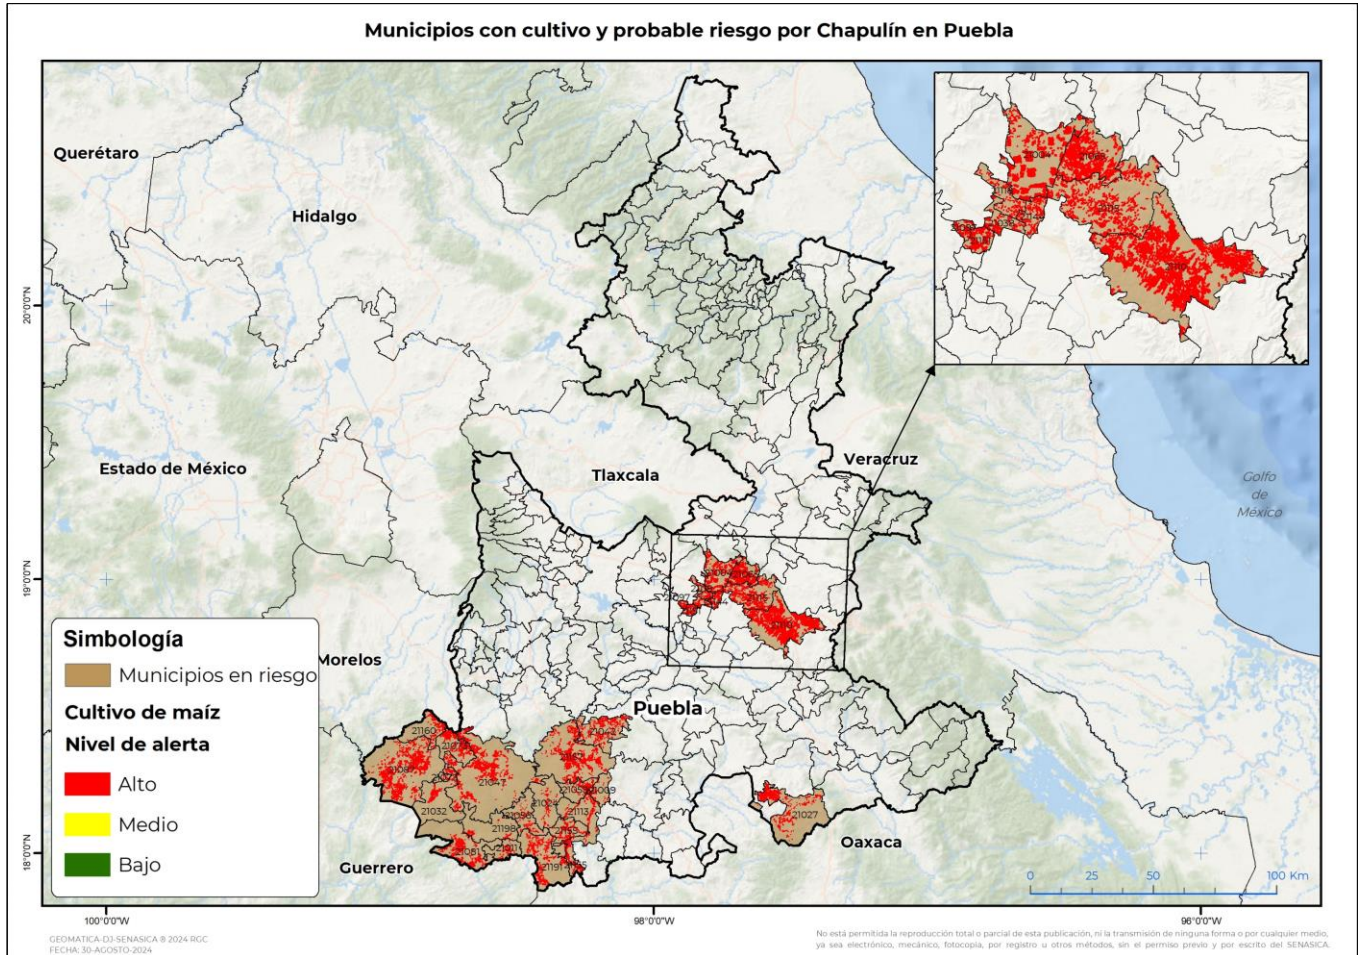 Municipios con cultivo y probable riesgo por Chapulín en Puebla
Querétaro
Hidalgo
Estado de México
Tlaxcala
Veracruz
Golfo
de
México
Morelos
Puebla
Guerrero
Oaxaca
21160
21047
21032
21198
21024
21113
21191
21027
Simbología
Municipios en riesgo
Cultivo de maíz
Nivel de alerta
Alto
Medio
Bajo
20°0'0"N
19°0'0"N
18°0'0"N
100°0'0"W
98°0'0"W
96°0'0"W
0 50 100 Km
GEOMATICA-DJ-SENASICA ® 2024 RGC
FECHA: 30-AGOSTO-2024
No está permitida la reproducción total o parcial de esta publicación, ni la transmisión de ninguna forma o por cualquier medio,
ya sea electrónico, mecánico, fotocopia, por registro u otros métodos, sin el permiso previo y por escrito del SENASICA.